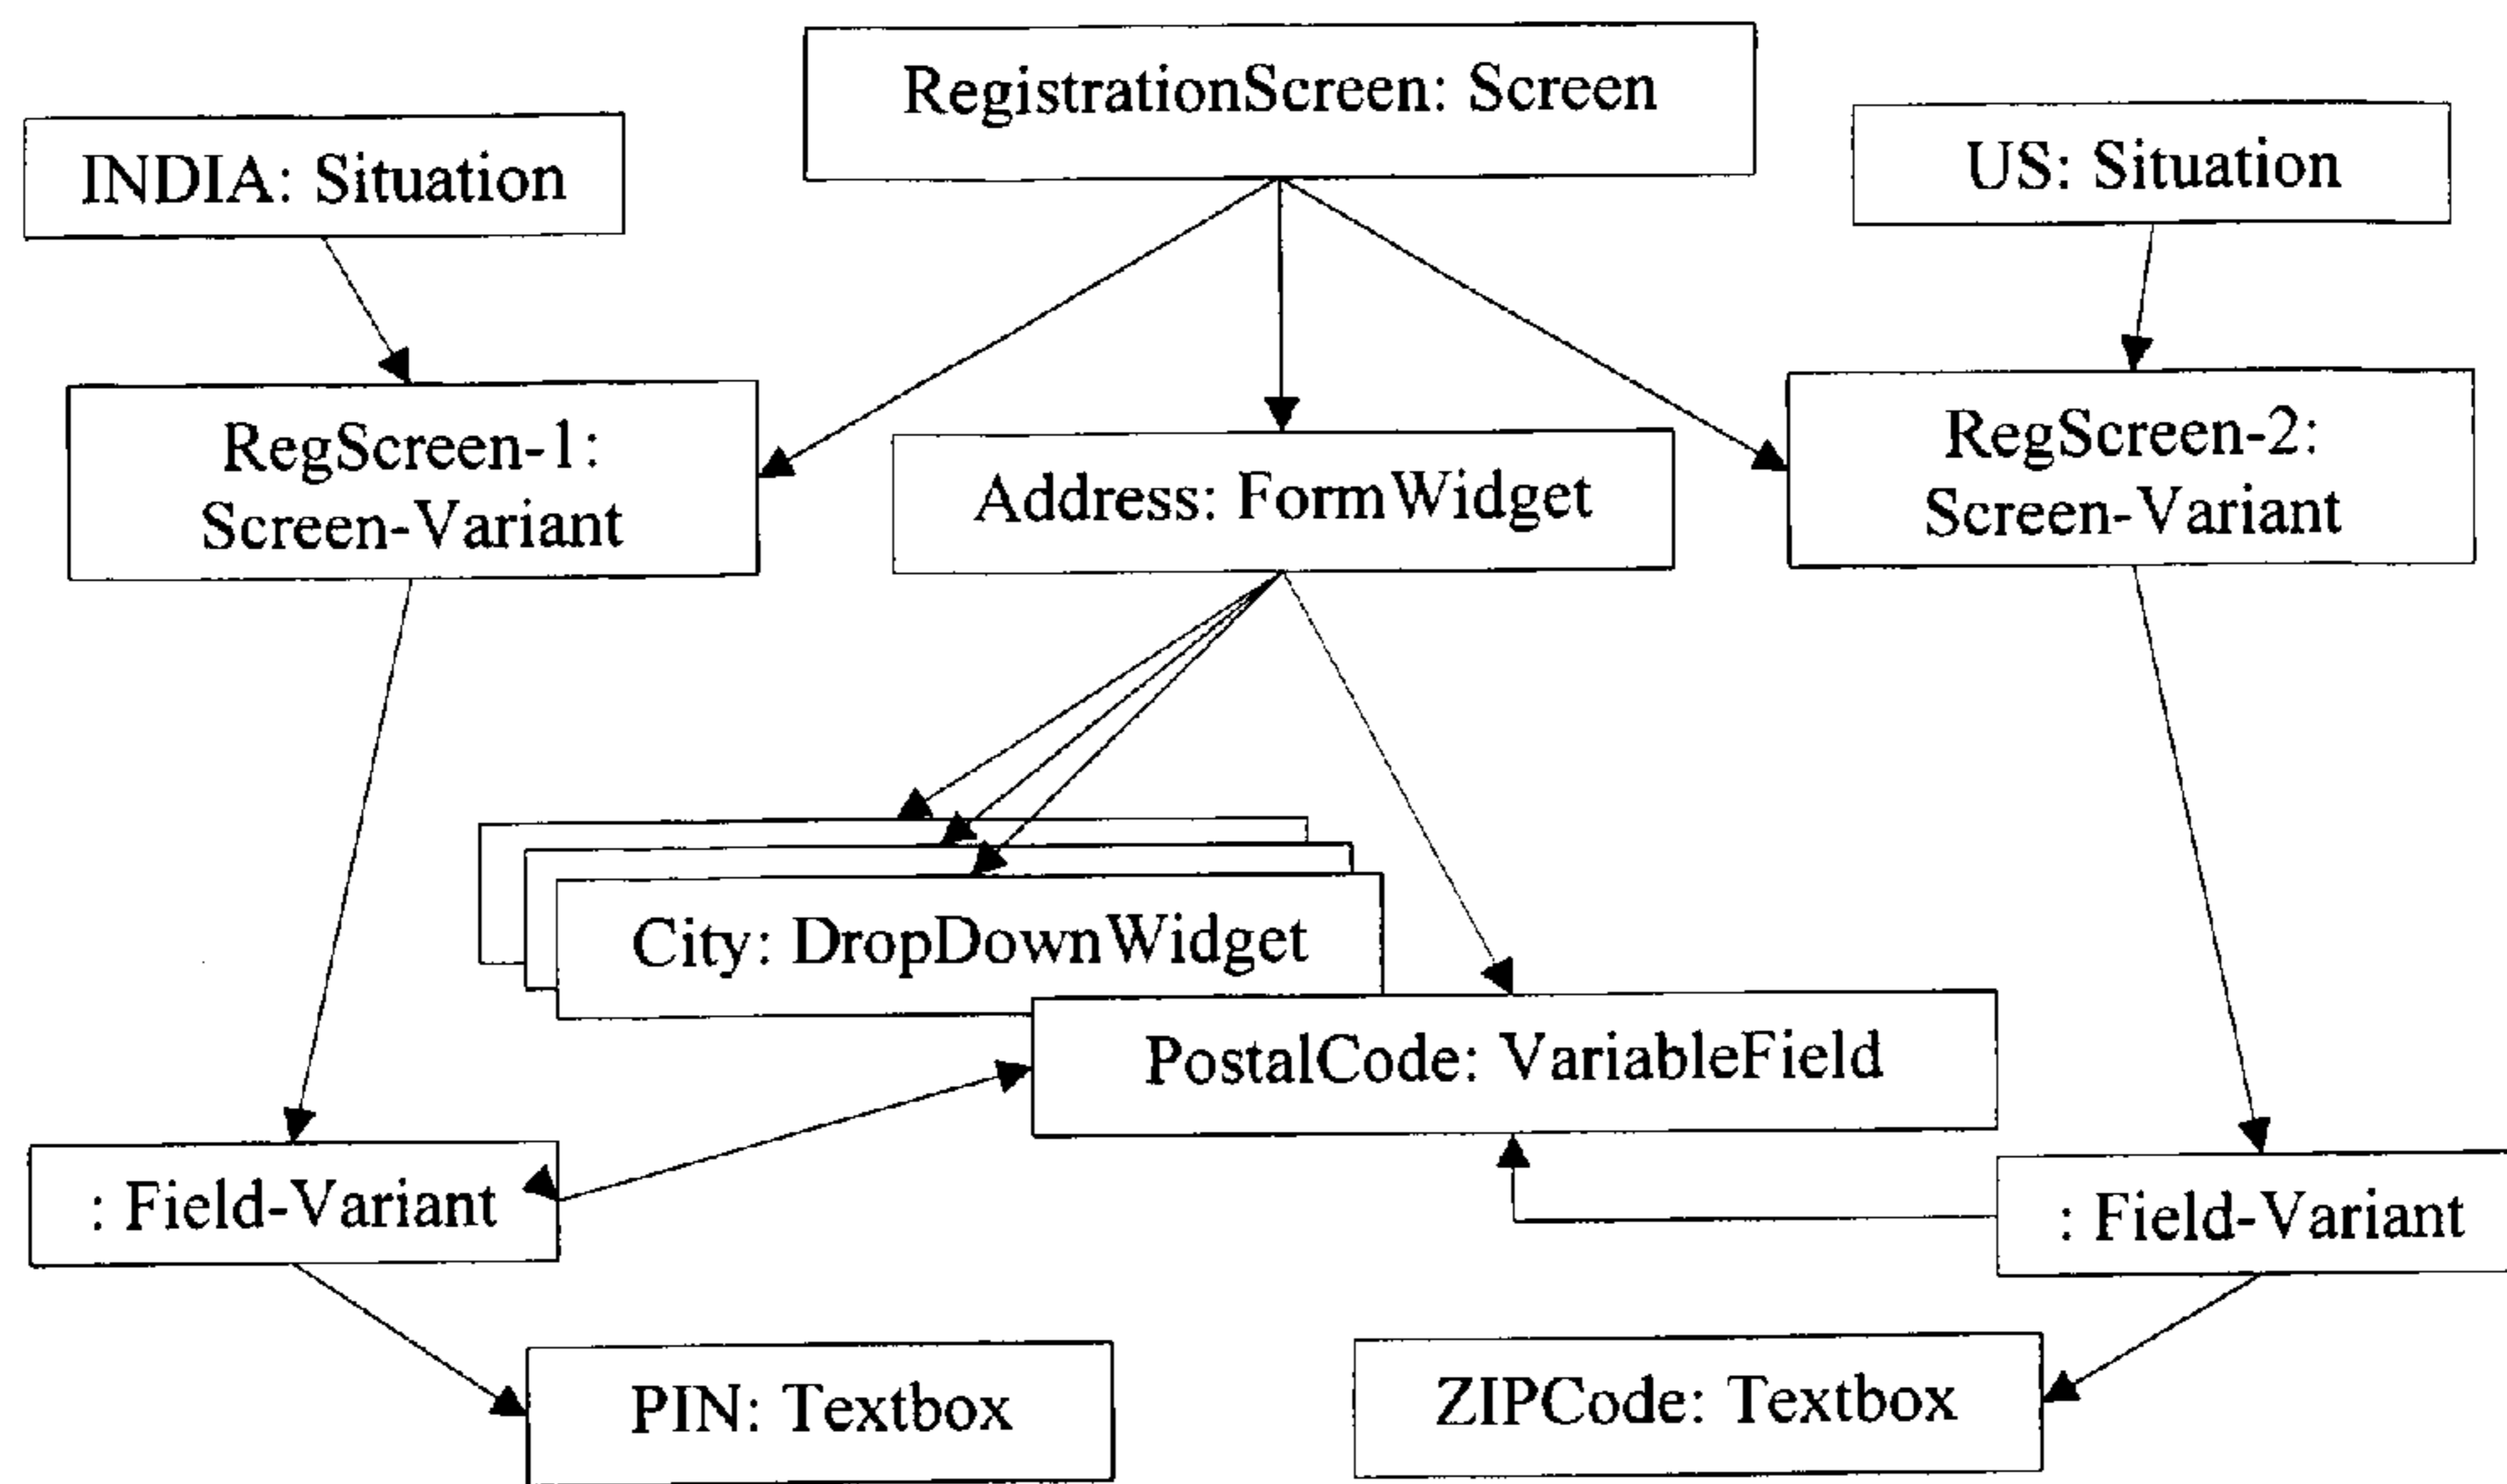 RegistrationScreen: Screen
INDIA: Situation
US: Situation
RegScreen-1:
Screen-Variant
Address: FormWidget
RegScreen-2:
Screen-Variant
City: DropDownWidget
PostalCode: VariableField
: Field-Variant
: Field-Variant
PIN: Textbox
ZIPCode: Textbox